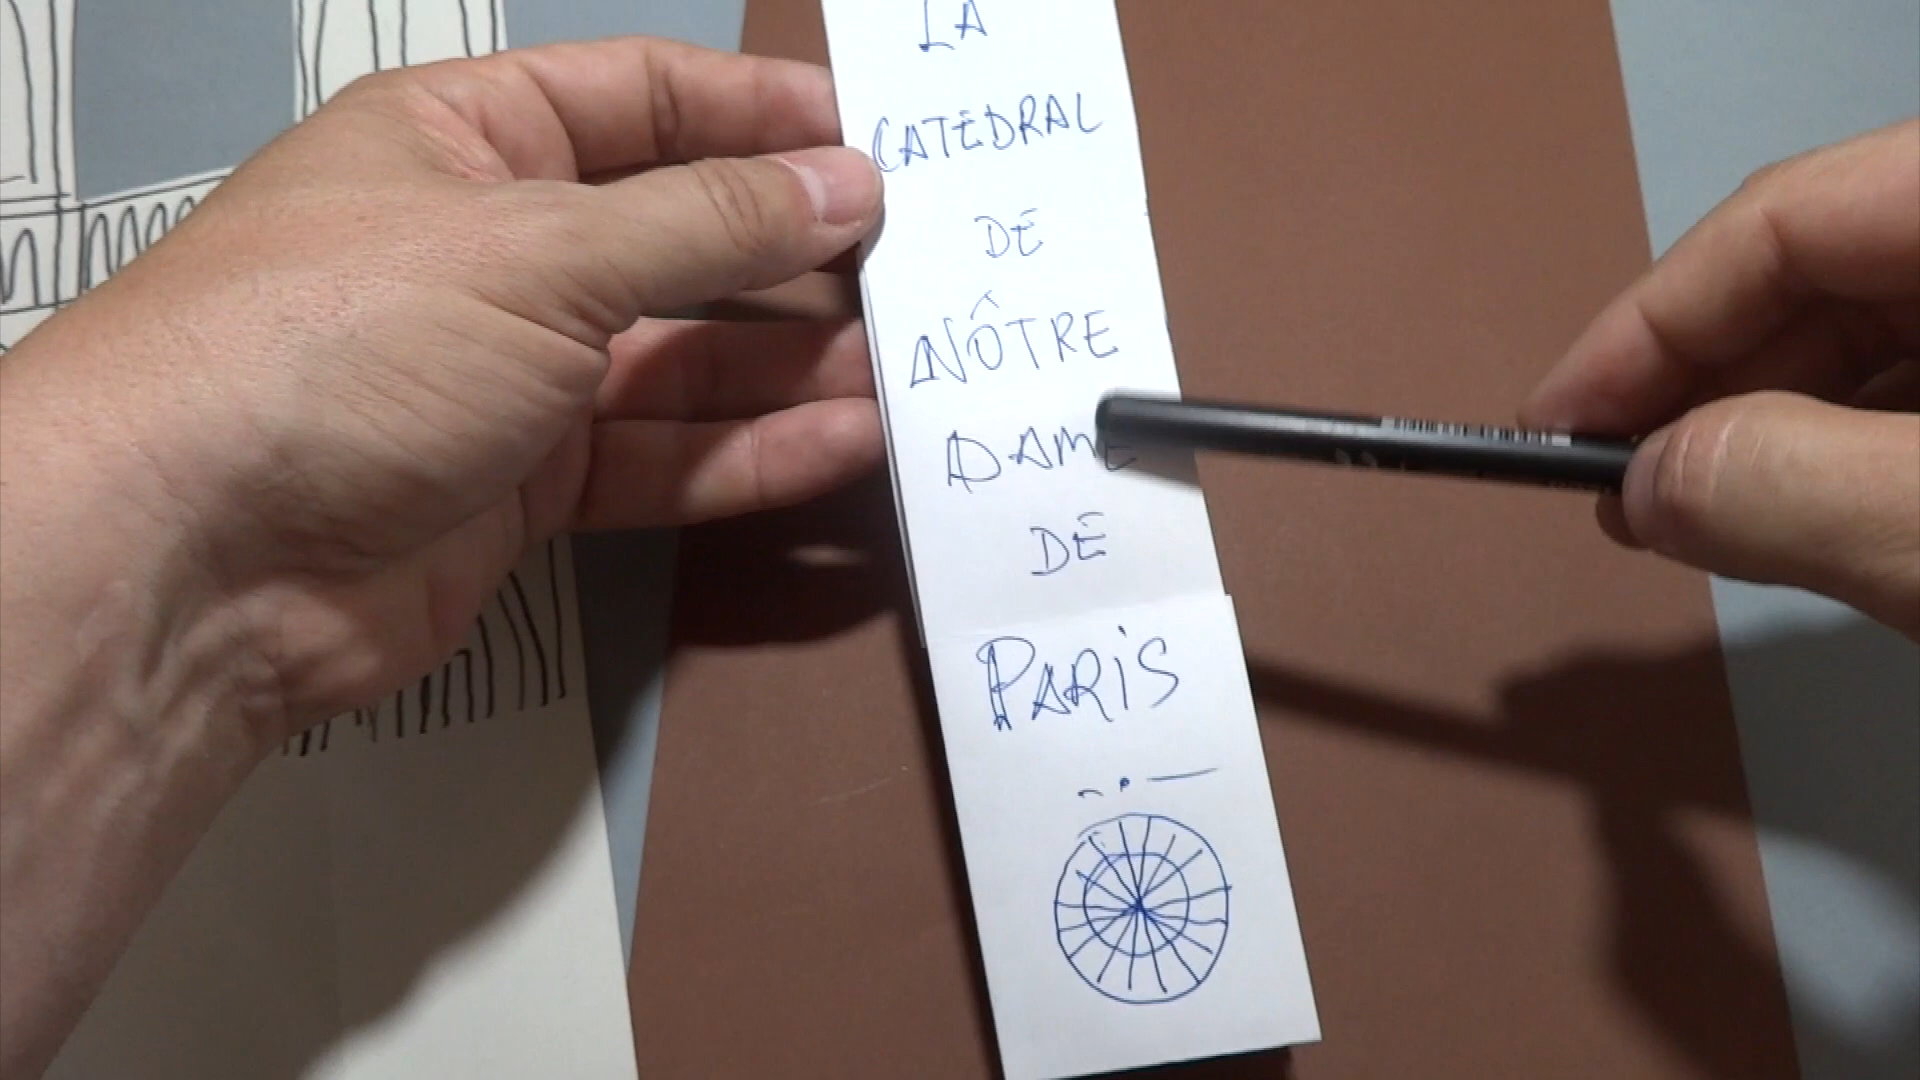 LA
CATEDRAL
DE
NÔTRE
DAME
DE
PARIS